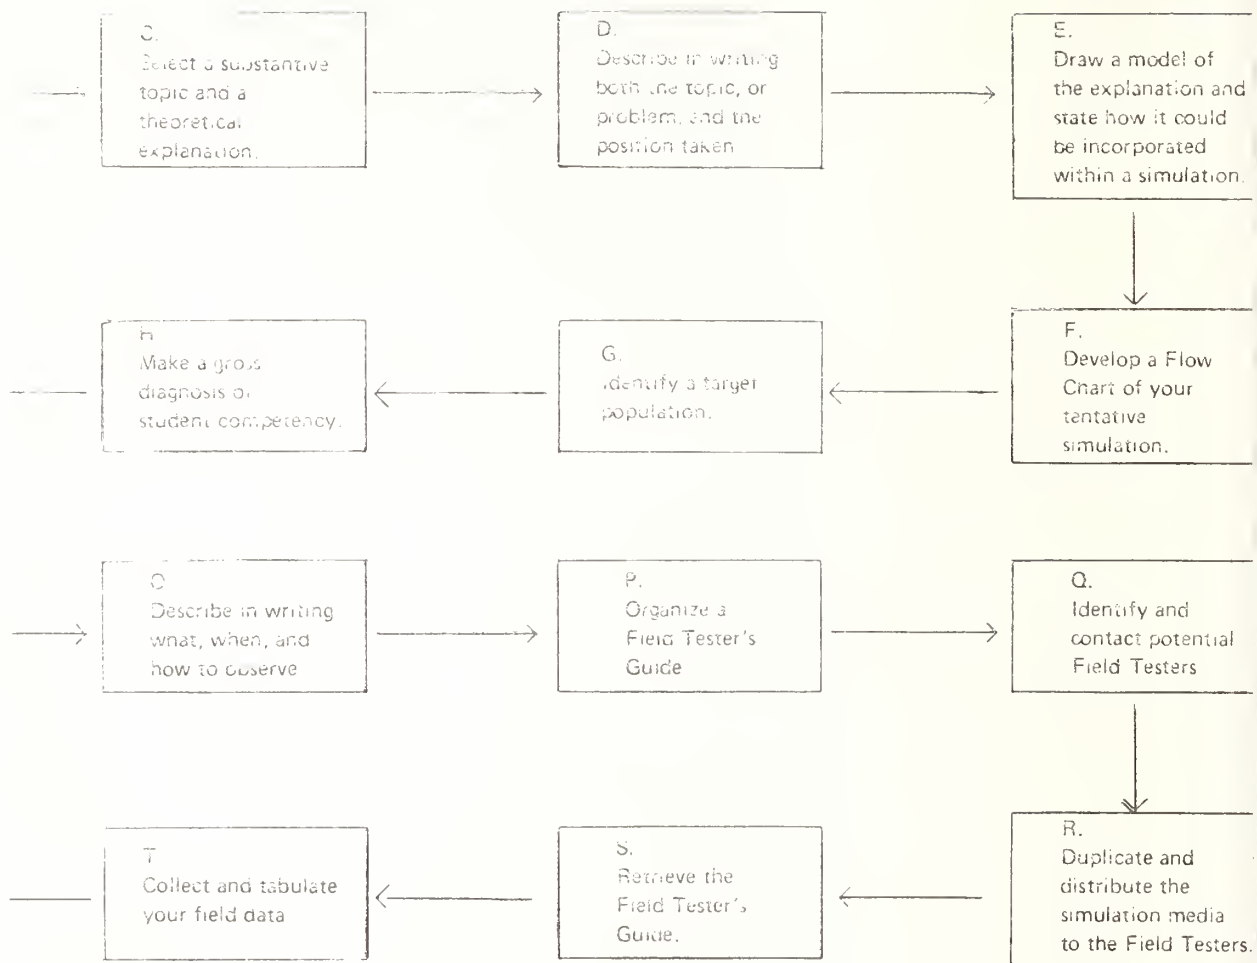 C.
Select a substantive
topic and a
theoretical
explanation.
D.
Describe in writing
both the topic, or
problem, and the
position taken
E.
Draw a model of
the explanation and
state how it could
be incorporated
within a simulation.
F.
Develop a Flow
Chart of your
tentative
simulation.
G.
Identify a target
population.
H
Make a gross
diagnosis of
student competency.
O
Describe in writing
what, when, and
how to observe
P.
Organize a
Field Tester's
Guide
Q.
Identify and
contact potential
Field Testers
R.
Duplicate and
distribute the
simulation media
to the Field Testers.
S.
Retrieve the
Field Tester's
Guide.
T
Collect and tabulate
your field data